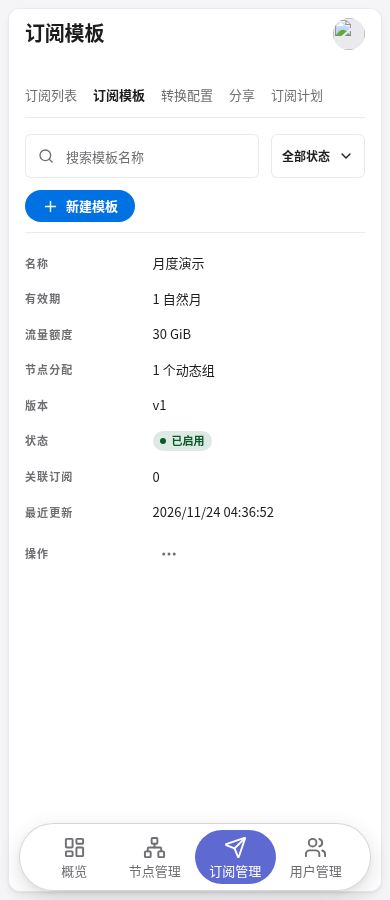 订阅模板
订阅列表 订阅模板 转换配置 分享 订阅计划
搜索模板名称 全部状态
新建模板
名称 月度演示
有效期 1 自然月
流量额度 30 GiB
节点分配 1 个动态组
版本 v1
状态 已启用
关联订阅 0
最近更新 2026/11/24 04:36:52
操作
概览 节点管理 订阅管理 用户管理